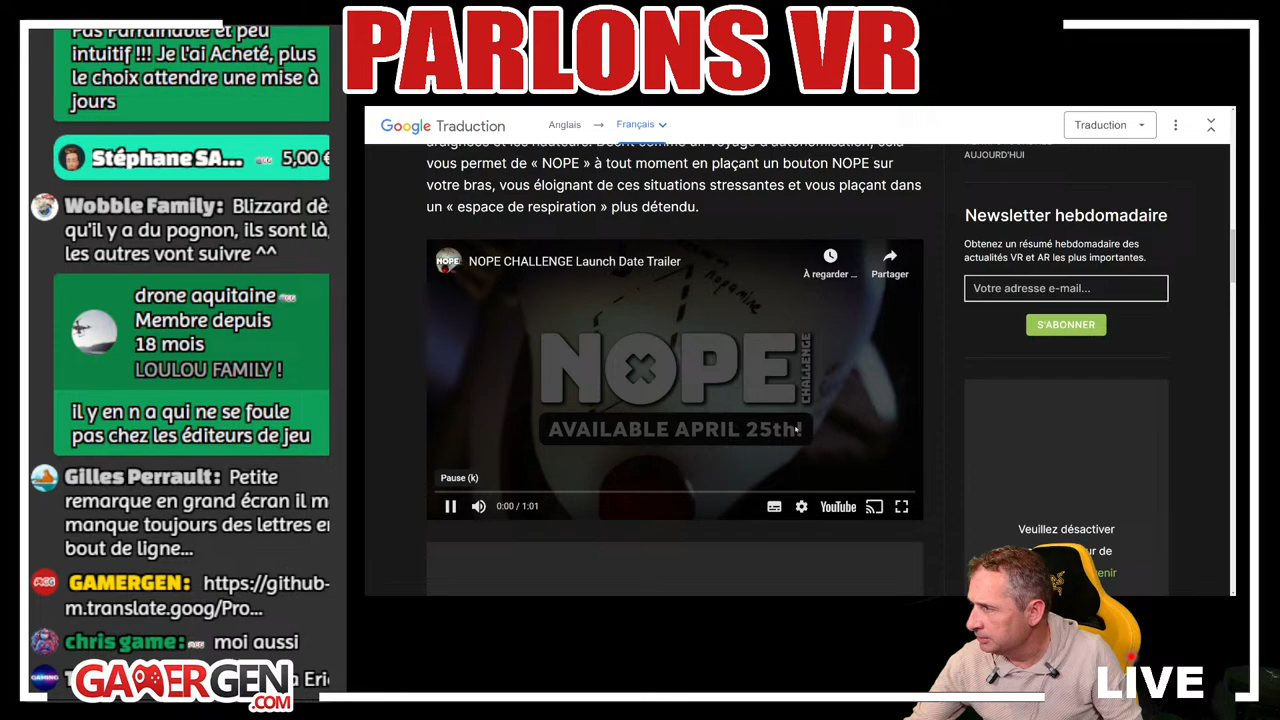 PARLONS VR
Pas Parrainable et peu
intuitif !!! Je l'ai Acheté, plus
le choix attendre une mise à
jours
Stéphane SA... 5,00 €
Wobble Family: Blizzard dès
qu'il y a du pognon, ils sont là,
les autres vont suivre ^^
drone aquitaine
Membre depuis
18 mois
LOULOU FAMILY !
il y en n a qui ne se foule
pas chez les éditeurs de jeu
Gilles Perrault: Petite
remarque en grand écran il m
manque toujours des lettres en
bout de ligne...
GAMERGEN: https://github-
m.translate.goog/Pro...
chris game: moi aussi
GAMERGEN
.COM
Google Traduction
Anglais → Français
Traduction
vous permet de « NOPE » à tout moment en plaçant un bouton NOPE sur
votre bras, vous éloignant de ces situations stressantes et vous plaçant dans
un « espace de respiration » plus détendu.
NOPE
NOPE CHALLENGE Launch Date Trailer
À regarder ...
Partager
dopamine
NOPE CHALLENGE
AVAILABLE APRIL 25th!
Pause (k)
0:00 / 1:01
YouTube
AUJOURD'HUI
Newsletter hebdomadaire
Obtenez un résumé hebdomadaire des
actualités VR et AR les plus importantes.
Votre adresse e-mail...
S'ABONNER
Veuillez désactiver
LIVE